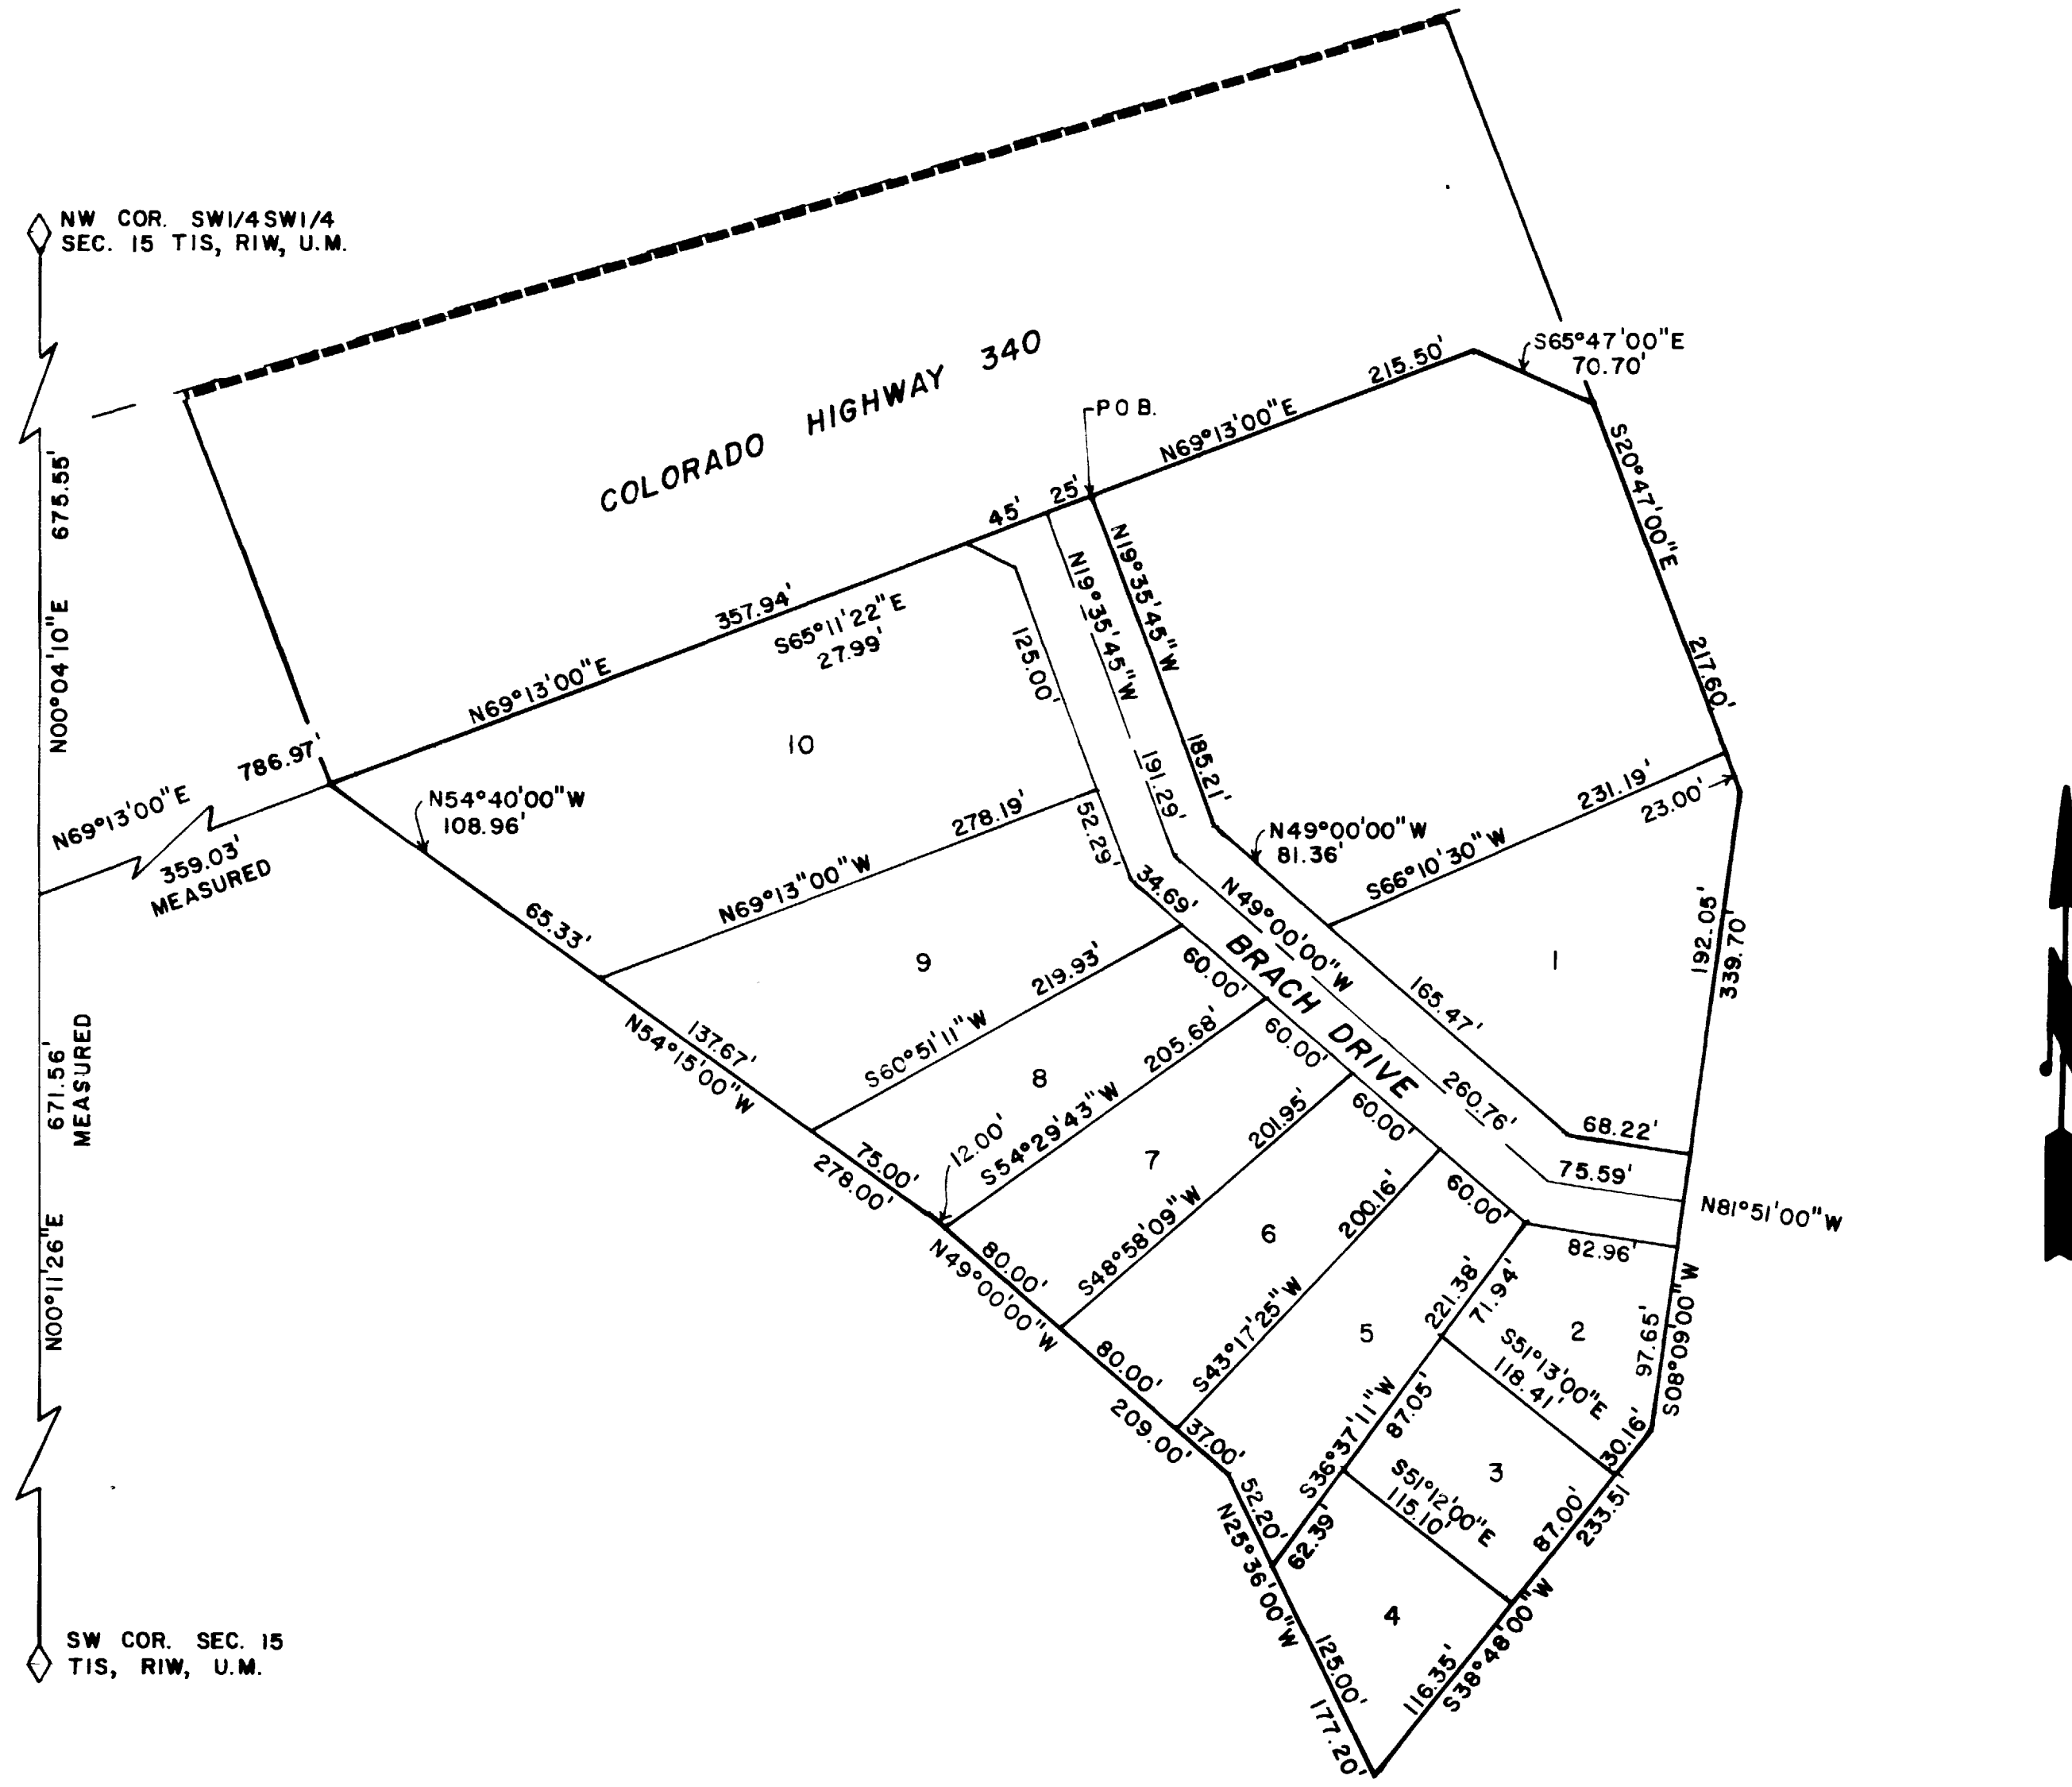 NW COR. SW1/4SW1/4
SEC. 15 T1S, R1W, U.M.
COLORADO HIGHWAY 340
S65°47'00"E
70.70'
215.50'
N69°13'00"E
P O B.
25'
45'
357.94'
N69°13'00"E
S65°11'22"E
27.99'
S20°47'00"E
217.60'
N19°35'45"W
185.21'
N19°35'45"W
191.29'
125.00'
52.29'
10
N00°04'10"E 675.55'
N69°13'00"E
786.97'
359.03'
MEASURED
N54°40'00"W
108.96'
278.19'
N69°13"00"W
65.33'
34.69'
N49°00'00"W
81.36'
231.19'
S66°10'30"W
23.00'
N49°00'00"W
BRACH DRIVE
260.76'
165.47'
1
192.05'
339.70'
68.22'
75.59'
N81°51'00"W
82.96'
9
219.93'
S60°51'11"W
137.67'
N54°15'00"W
60.00'
8
205.68'
S54°29'43"W
75.00'
278.00'
12.00'
60.00'
7
201.95'
S48°58'09"W
80.00'
N49°00'00"W
60.00'
6
200.16'
S43°17'25"W
80.00'
209.00'
60.00'
5
221.38'
S36°37'11"W
37.00'
52.20'
N25°36'00"W
71.94'
2
S51°13'00"E
118.41'
97.65'
S08°09'00"W
30.16'
87.05'
3
S51°12'00"E
115.10'
87.00'
233.51
62.39'
4
125.00'
177.20'
116.35'
S38°48'00"W
671.56'
MEASURED
N00°11'26"E
SW COR. SEC. 15
T1S, R1W, U.M.